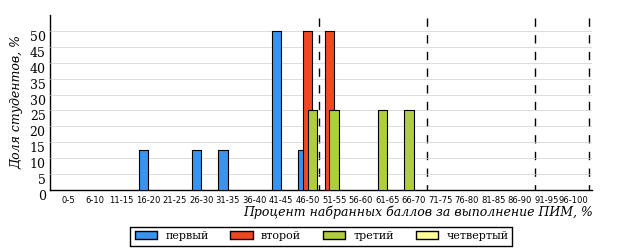 Доля студентов, %
50
45
40
35
30
25
20
15
10
5
0
0-5 6-10 11-15 16-20 21-25 26-30 31-35 36-40 41-45 46-50 51-55 56-60 61-65 66-70 71-75 76-80 81-85 86-90 91-95 96-100
Процент набранных баллов за выполнение ПИМ, %
первый второй третий четвертый